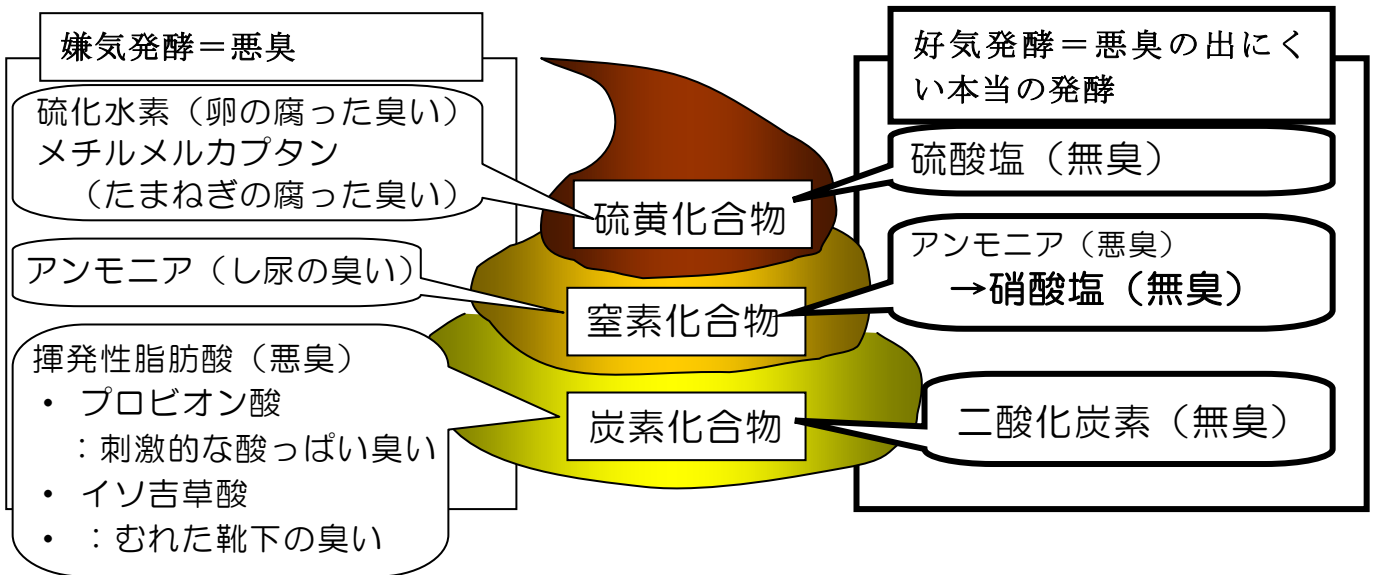 嫌気発酵＝悪臭
硫化水素（卵の腐った臭い）
メチルメルカプタン
（たまねぎの腐った臭い）
アンモニア（し尿の臭い）
揮発性脂肪酸（悪臭）
・ プロビオン酸
：刺激的な酸っぱい臭い
・ イソ吉草酸
・ ：むれた靴下の臭い
硫黄化合物
窒素化合物
炭素化合物
好気発酵＝悪臭の出にく
い本当の発酵
硫酸塩（無臭）
アンモニア（悪臭）
→硝酸塩（無臭）
二酸化炭素（無臭）